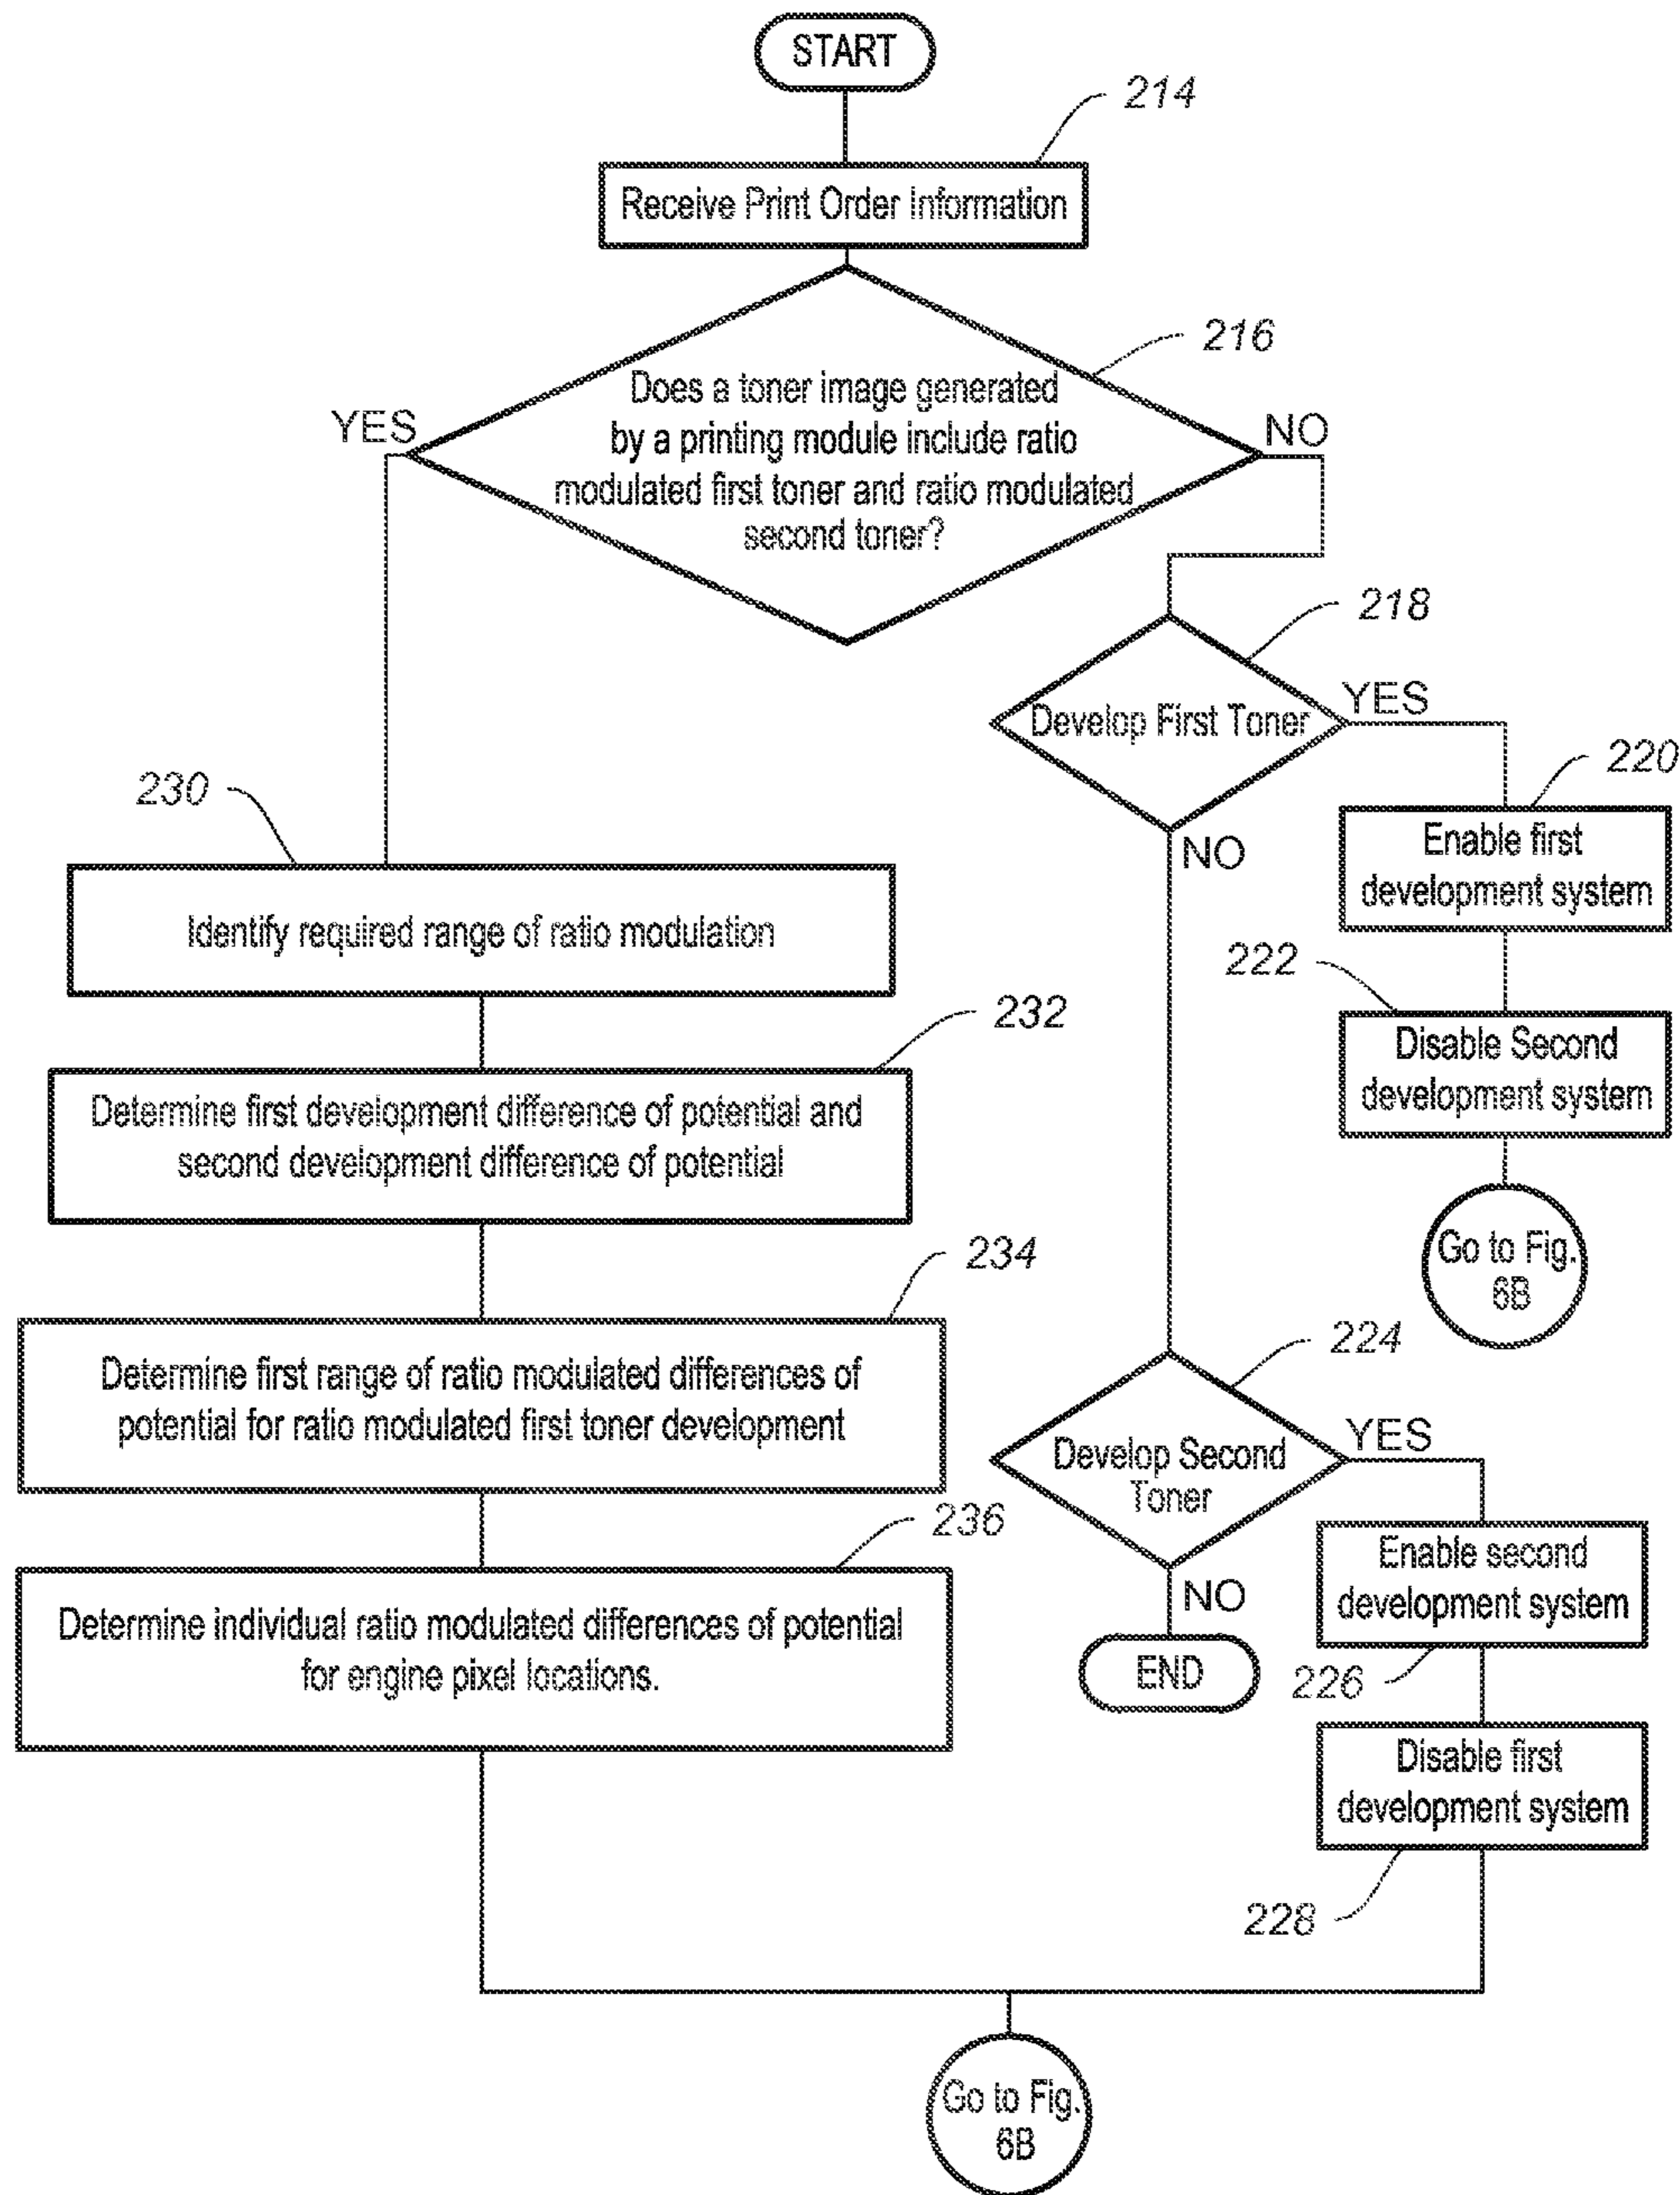 START
214
Receive Print Order Information
216
Does a toner image generated
by a printing module include ratio
modulated first toner and ratio modulated
second toner?
YES
NO
218
Develop First Toner
YES
NO
220
Enable first
development system
222
Disable Second
development system
Go to Fig.
6B
230
Identify required range of ratio modulation
232
Determine first development difference of potential and
second development difference of potential
234
Determine first range of ratio modulated differences of
potential for ratio modulated first toner development
236
Determine individual ratio modulated differences of potential
for engine pixel locations.
224
Develop Second
Toner
YES
NO
END
Enable second
development system
226
Disable first
development system
228
Go to Fig.
6B